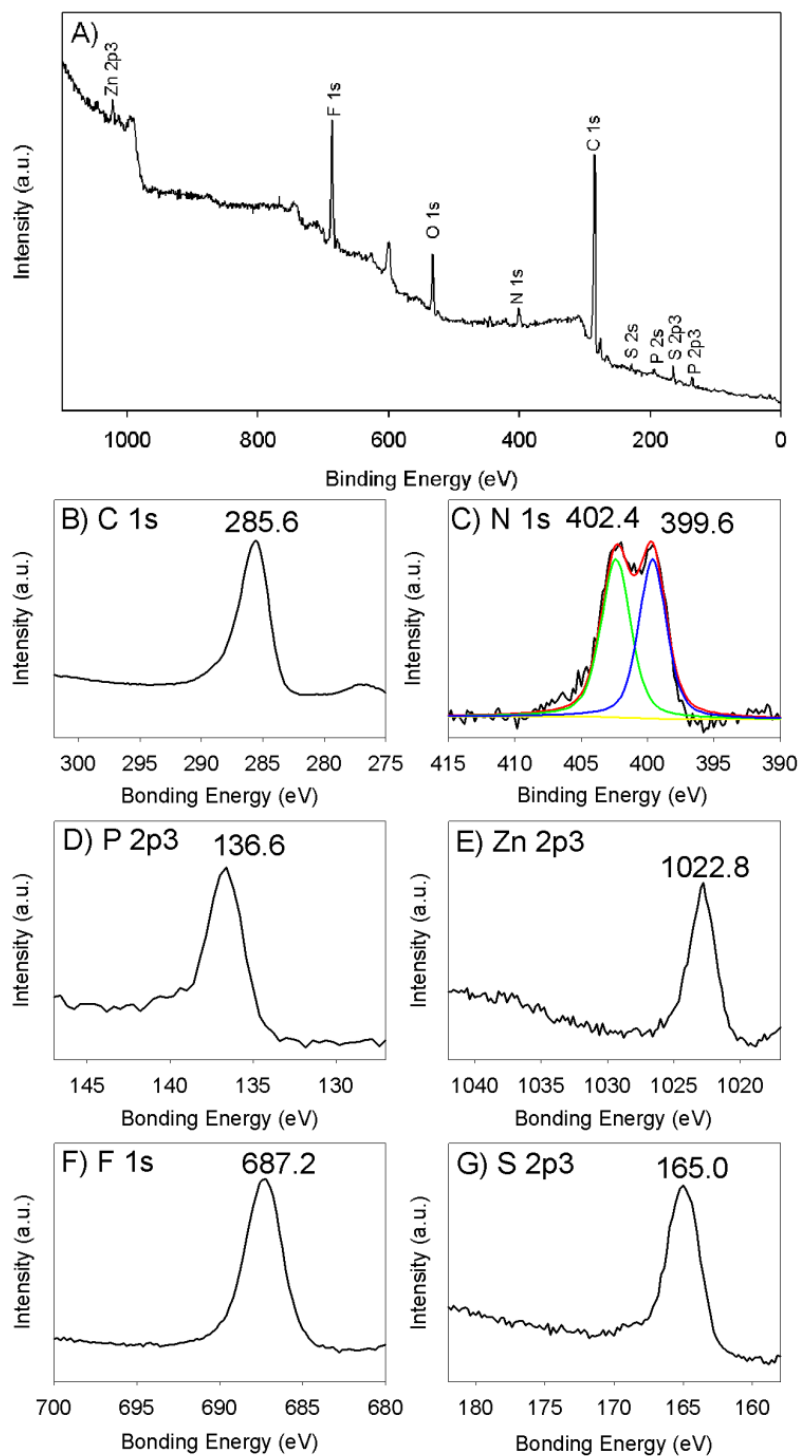 A)
Zn 2p3
F 1s
O 1s
N 1s
C 1s
S 2s
P 2s
S 2p3
P 2p3
Intensity (a.u.)
1000 800 600 400 200 0
Binding Energy (eV)
B) C 1s 285.6
Intensity (a.u.)
300 295 290 285 280 275
Bonding Energy (eV)
C) N 1s 402.4 399.6
Intensity (a.u.)
415 410 405 400 395 390
Binding Energy (eV)
D) P 2p3 136.6
Intensity (a.u.)
145 140 135 130
Bonding Energy (eV)
E) Zn 2p3
1022.8
Intensity (a.u.)
1040 1035 1030 1025 1020
Bonding Energy (eV)
F) F 1s 687.2
Intensity (a.u.)
700 695 690 685 680
Bonding Energy (eV)
G) S 2p3 165.0
Intensity (a.u.)
180 175 170 165 160
Bonding Energy (eV)